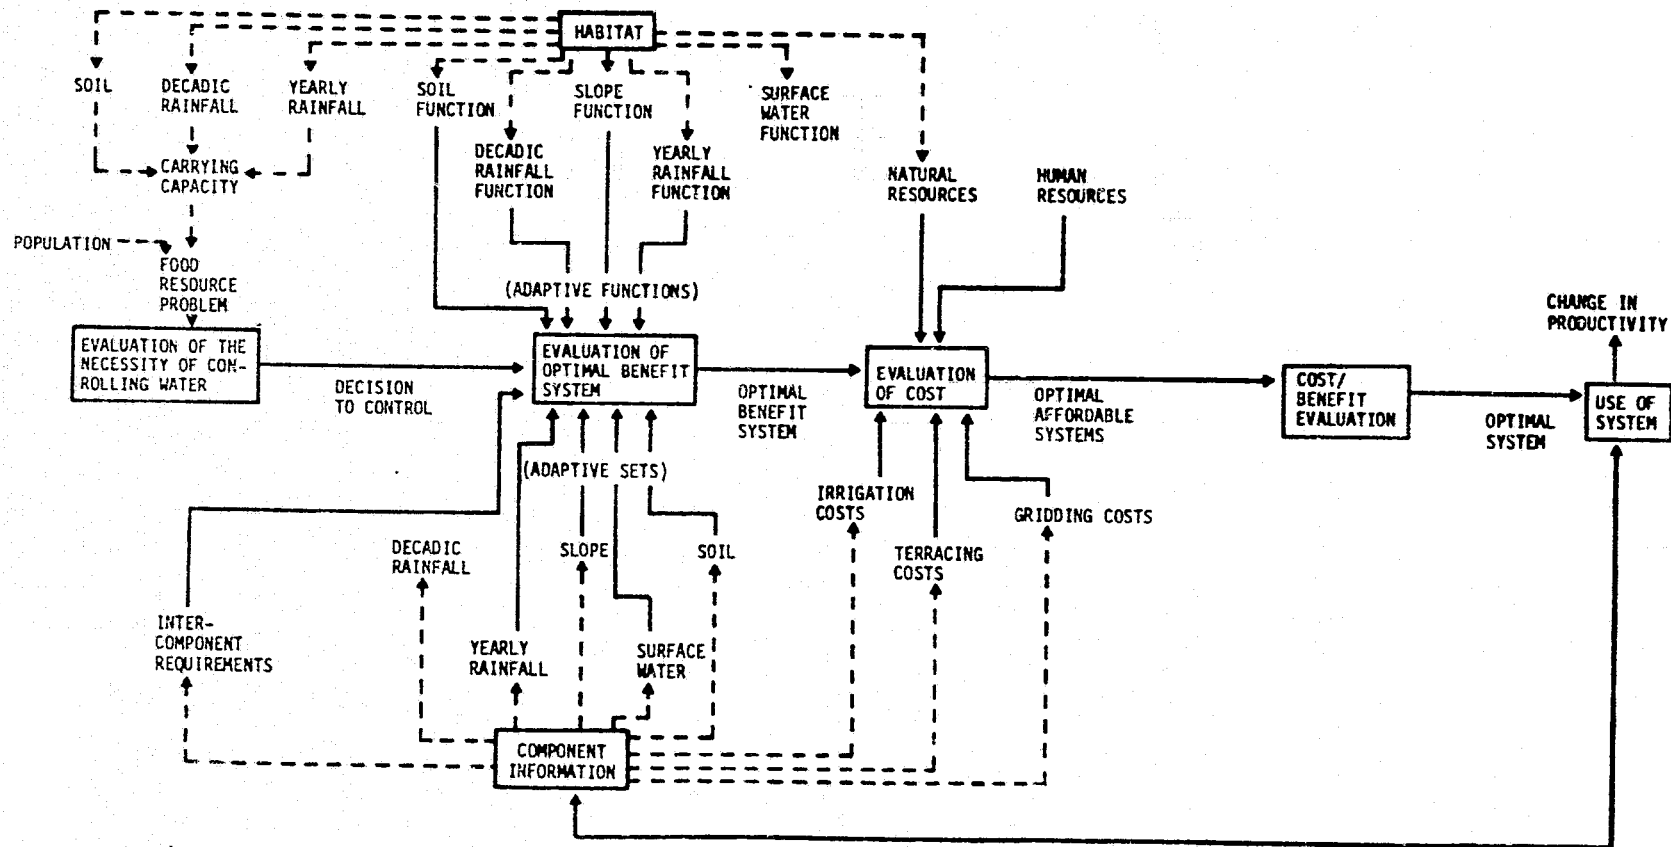 HABITAT
SOIL
DECADIC
RAINFALL
YEARLY
RAINFALL
SOIL
FUNCTION
SLOPE
FUNCTION
SURFACE
WATER
FUNCTION
DECADIC
RAINFALL
FUNCTION
YEARLY
RAINFALL
FUNCTION
CARRYING
CAPACITY
NATURAL
RESOURCES
HUMAN
RESOURCES
POPULATION
FOOD
RESOURCE
PROBLEM
(ADAPTIVE FUNCTIONS)
CHANGE IN
PRODUCTIVITY
EVALUATION OF THE
NECESSITY OF CON-
ROLLING WATER
DECISION
TO CONTROL
EVALUATION OF
OPTIMAL BENEFIT
SYSTEM
OPTIMAL
BENEFIT
SYSTEM
EVALUATION
OF COST
OPTIMAL
AFFORDABLE
SYSTEMS
COST/
BENEFIT
EVALUATION
OPTIMAL
SYSTEM
USE OF
SYSTEM
(ADAPTIVE SETS)
IRRIGATION
COSTS
GRIDDING COSTS
DECADIC
RAINFALL
SLOPE
SOIL
TERRACING
COSTS
INTER-
COMPONENT
REQUIREMENTS
YEARLY
RAINFALL
SURFACE
WATER
COMPONENT
INFORMATION